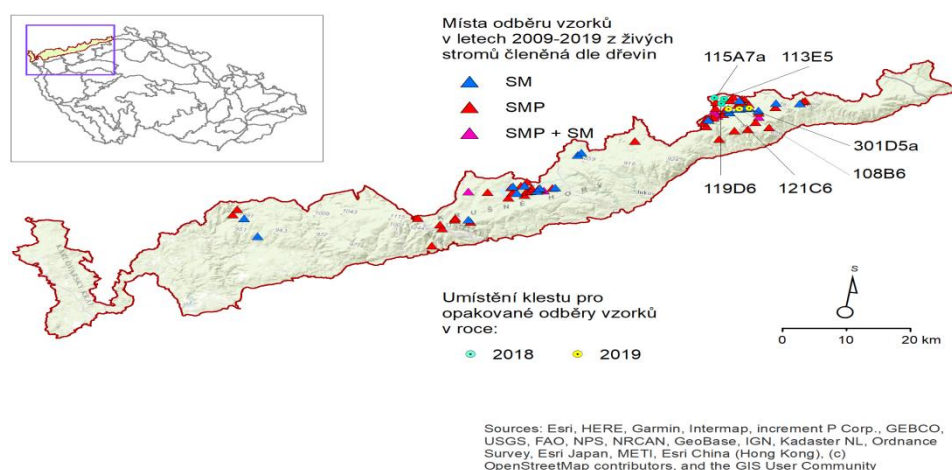 Místa odběru vzorků
v letech 2009-2019 z živých
stromů členěná dle dřevin
SM
SMP
SMP + SM
115A7a
113E5
301D5a
108B6
119D6
121C6
KRUŠNÉ HORY
Umístění klestu pro
opakované odběry vzorků
v roce:
2018
2019
S
0
10
20 km
Sources: Esri, HERE, Garmin, Intermap, increment P Corp., GEBCO,
USGS, FAO, NPS, NRCAN, GeoBase, IGN, Kadaster NL, Ordnance
Survey, Esri Japan, METI, Esri China (Hong Kong), (c)
OpenStreetMap contributors, and the GIS User Community